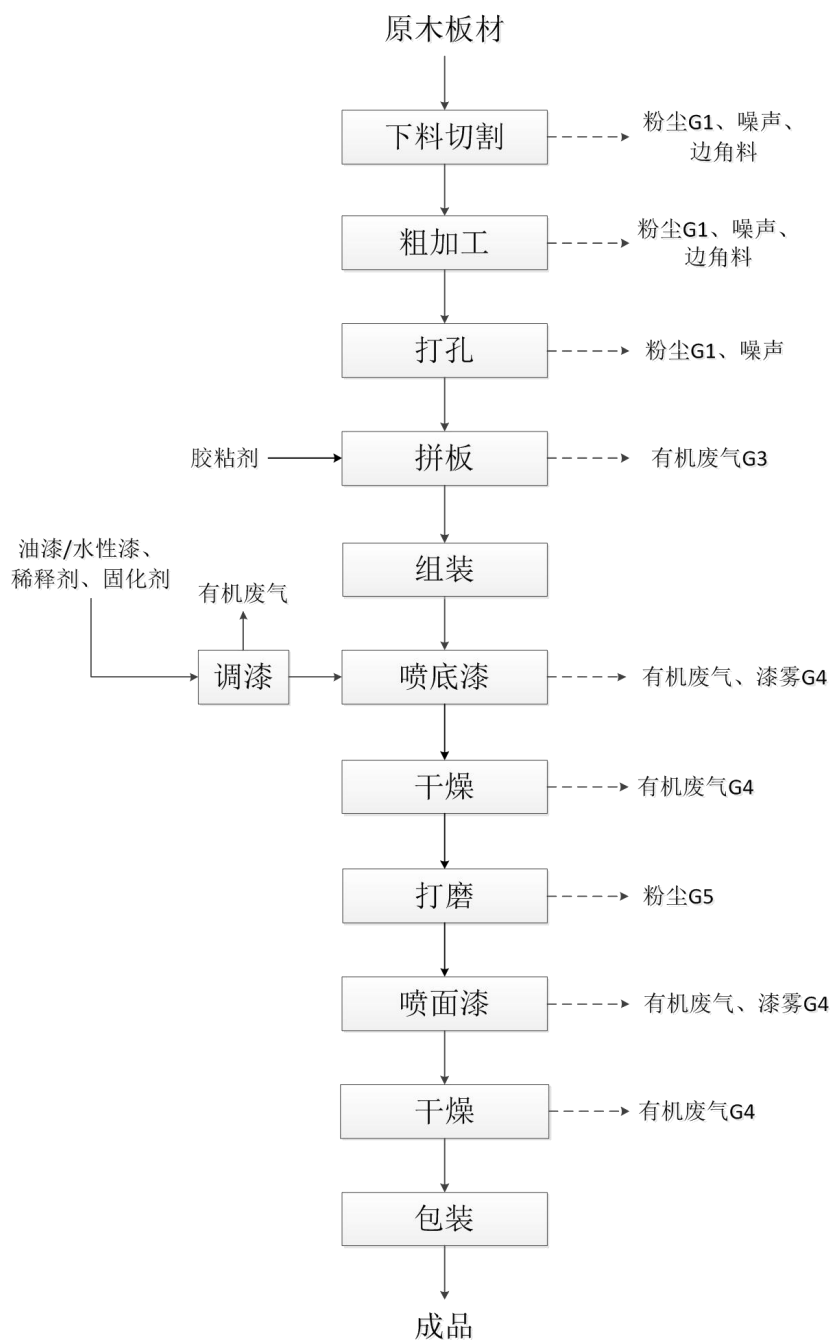 原木板材
下料切割
粉尘G1、噪声、
边角料
粗加工
粉尘G1、噪声、
边角料
打孔
粉尘G1、噪声
胶粘剂
拼板
有机废气G3
油漆/水性漆、
稀释剂、固化剂
有机废气
组装
调漆
喷底漆
有机废气、漆雾G4
干燥
有机废气G4
打磨
粉尘G5
喷面漆
有机废气、漆雾G4
干燥
有机废气G4
包装
成品